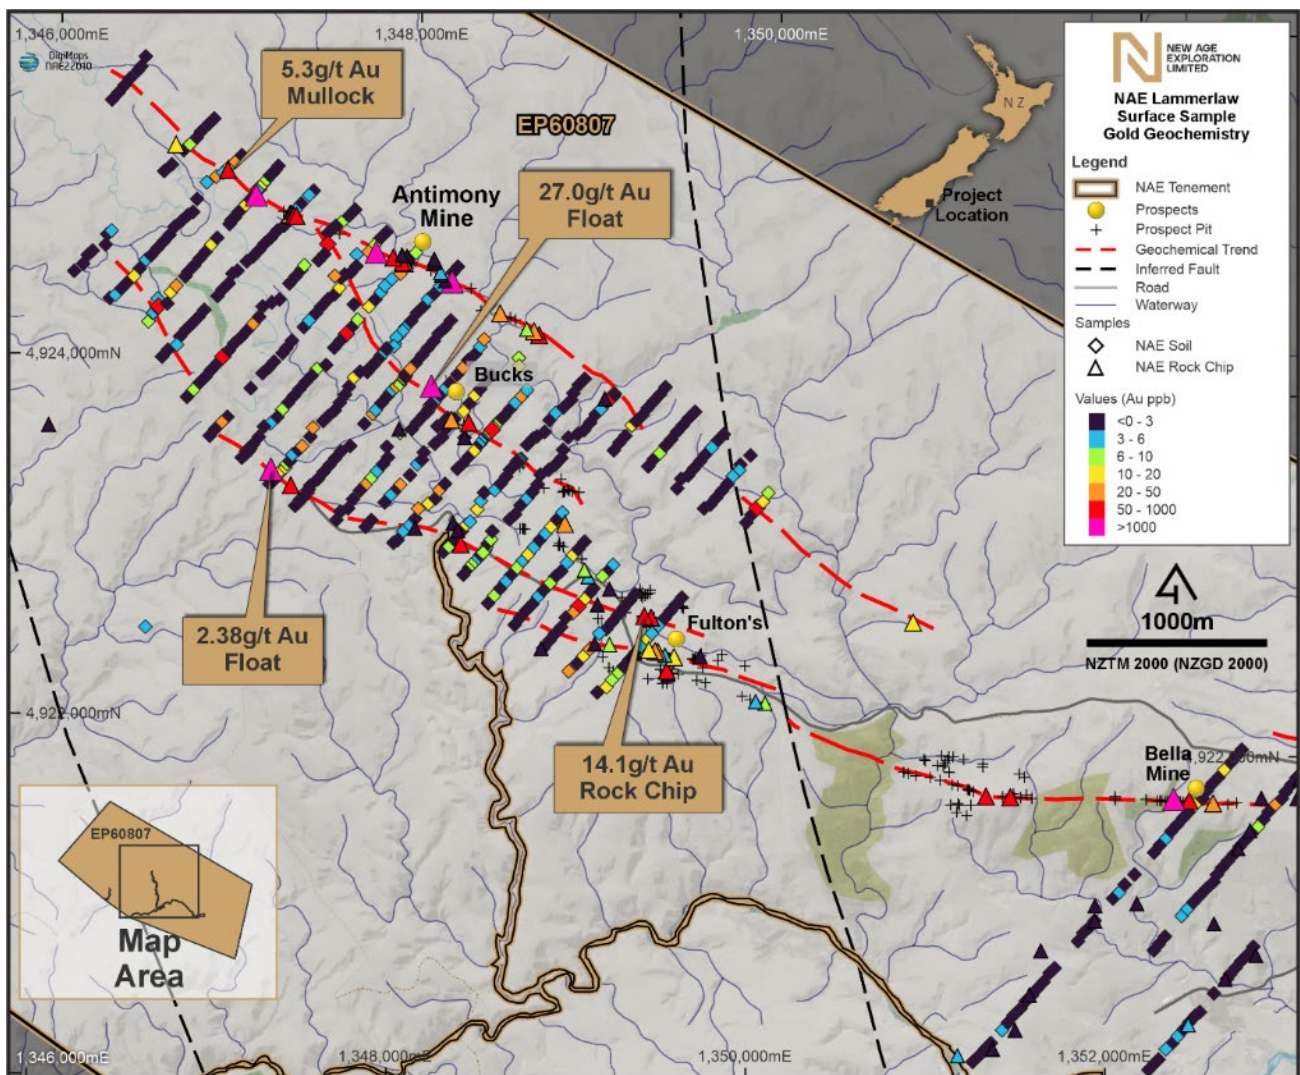 1,346,000mE
1,348,000mE
1,350,000mE
DigiMaps
NAE22010
5.3g/t Au
Mullock
EP60807
27.0g/t Au
Float
Antimony
Mine
NZ
Project
Location
NEW AGE
EXPLORATION
LIMITED
NAE Lammerlaw
Surface Sample
Gold Geochemistry
Legend
NAE Tenement
Prospects
Prospect Pit
Geochemical Trend
Inferred Fault
Road
Waterway
Samples
NAE Soil
NAE Rock Chip
Values (Au ppb)
<0 - 3
3 - 6
6 - 10
10 - 20
20 - 50
50 - 1000
>1000
4,924,000mN
Bucks
1000m
NZTM 2000 (NZGD 2000)
2.38g/t Au
Float
Fulton's
4,922,000mN
14.1g/t Au
Rock Chip
Bella
Mine
EP60807
Map
Area
1,346,000mE
1,348,000mE
1,350,000mE
1,352,000mE